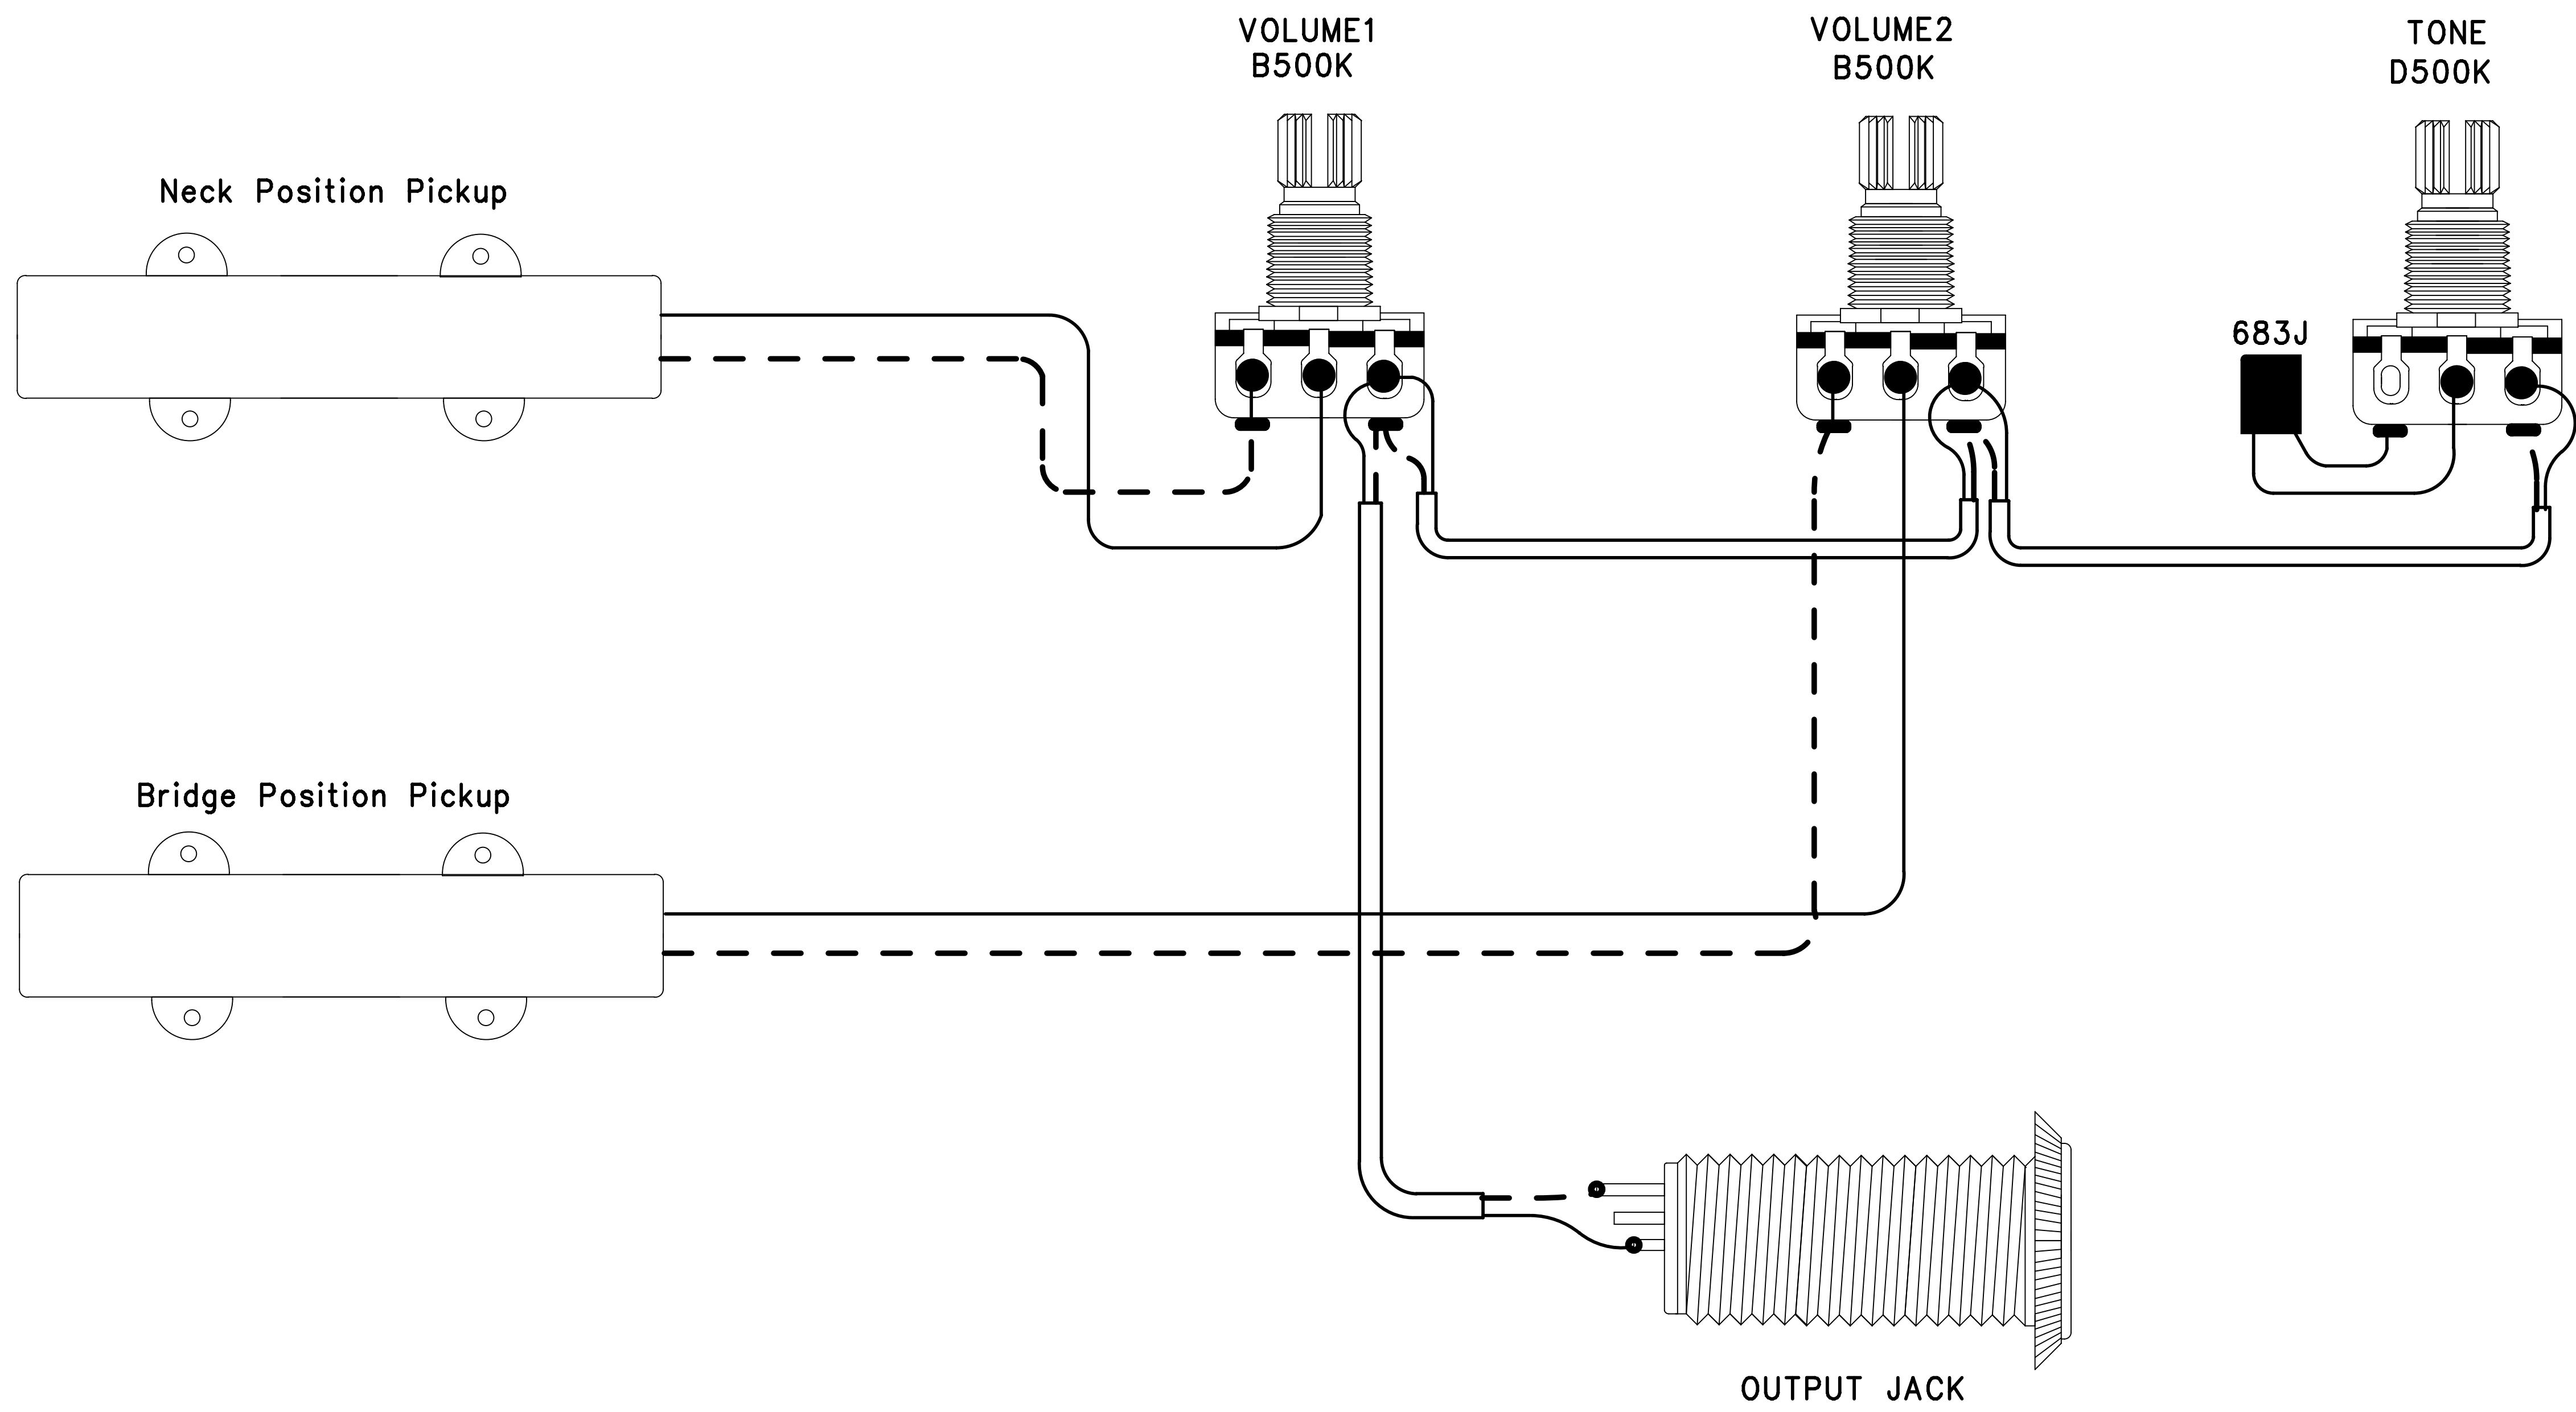 VOLUME1
B500K
VOLUME2
B500K
TONE
D500K
Neck Position Pickup
683J
Bridge Position Pickup
OUTPUT JACK